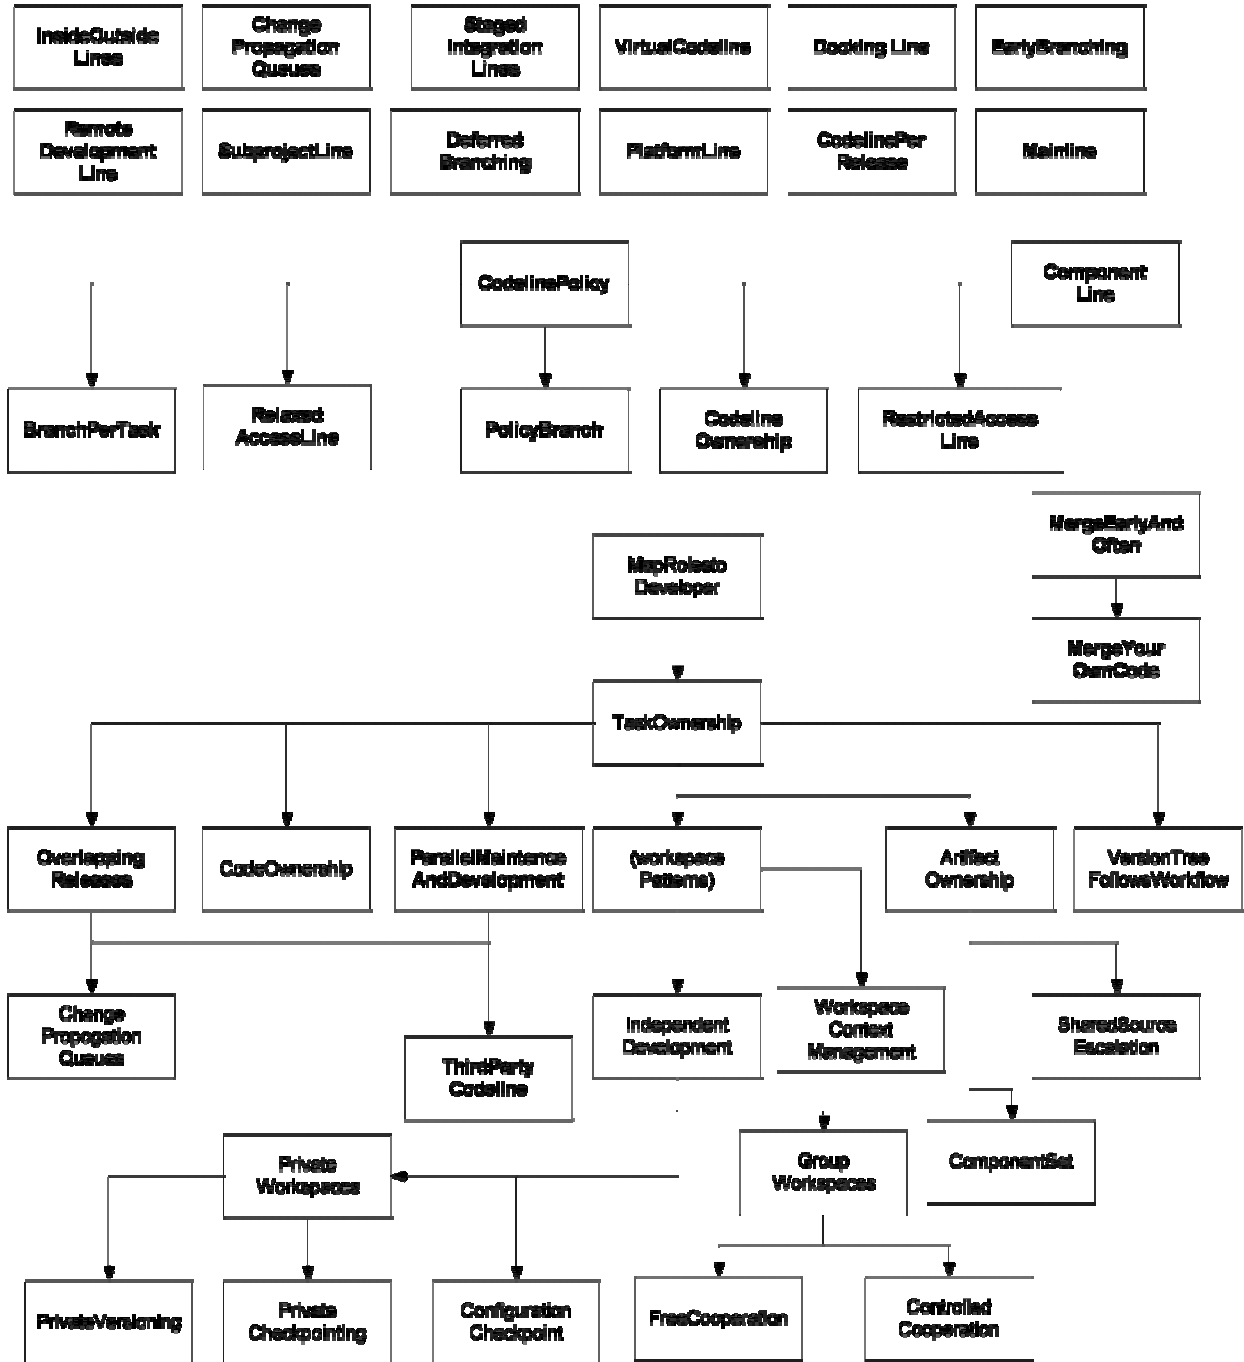 InsideOutside
Lines
Change
Propagation
Queues
Staged
Integration
Lines
VirtualCodeline
Docking Line
EarlyBranching
Remote
Development
Line
SubprojectLine
Deferred
Branching
PlatformLine
CodelinePer
Release
Mainline
CodelinePolicy
Component
Line
BranchPerTask
Relaxed
AccessLine
PolicyBranch
Codeline
Ownership
RestrictedAccess
Line
MergeEarlyAnd
Often
MapRolesto
Developer
MergeYour
OwnCode
TaskOwnership
Overlapping
Releases
CodeOwnership
ParallelMaintence
AndDevelopment
(workspace
Patterns)
Artifact
Ownership
VersionTree
FollowsWorkflow
Change
Propogation
Queues
ThirdParty
Codeline
Independent
Development
Workspace
Context
Management
SharedSource
Escalation
Private
Workspaces
Group
Workspaces
ComponentSet
PrivateVersioning
Private
Checkpointing
Configuration
Checkpoint
FreeCooperation
Controlled
Cooperation